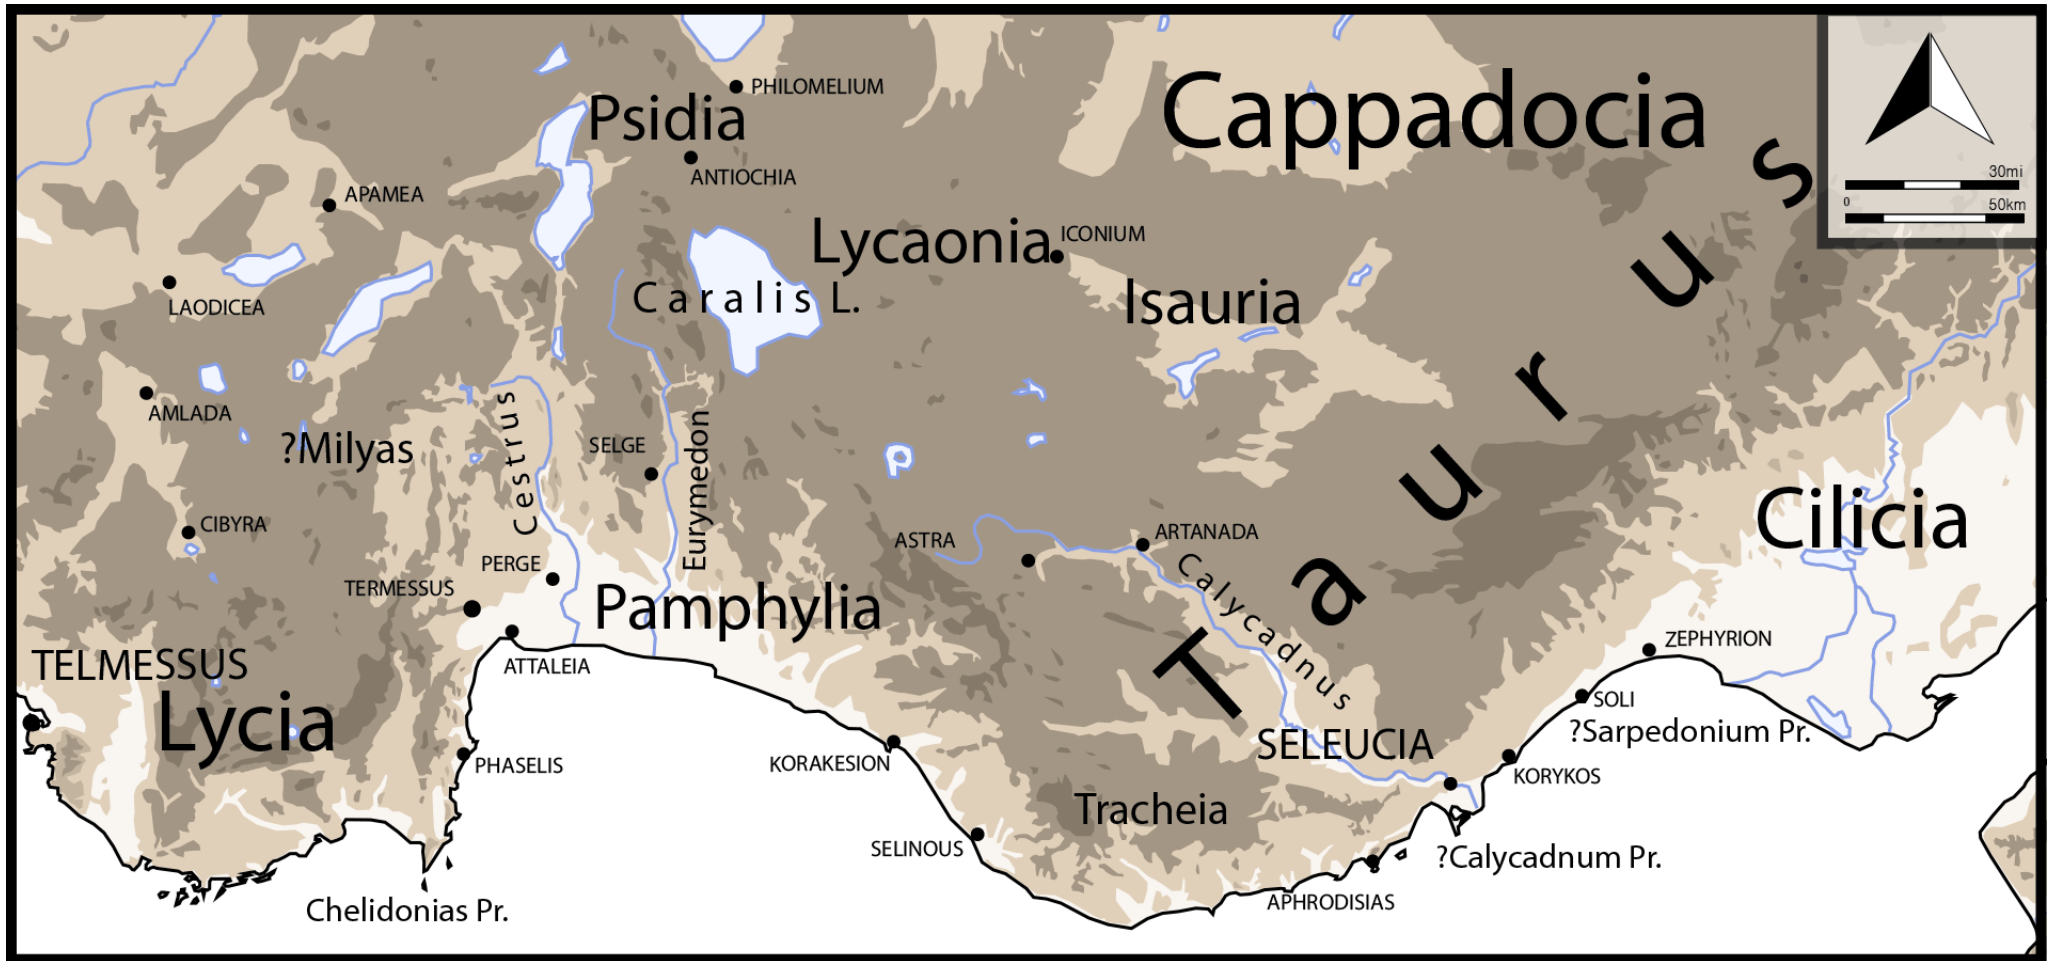 PHILOMELIUM
Psidia
Cappadocia
ANTIOCHIA
30mi
0
50km
APAMEA
Lycaonia
ICONIUM
LAODICEA
Caralis L.
Isauria
Taurus
AMLADA
?Milyas
Cestrus
SELGE
Eurymedon
CIBYRA
ASTRA
ARTANADA
Cilicia
PERGE
TERMESSUS
Pamphylia
Calycadnus
ZEPHYRION
TELMESSUS
ATTALEIA
Lycia
SOLI
?Sarpedonium Pr.
SELEUCIA
PHASELIS
KORAKESION
KORYKOS
Tracheia
SELINOUS
?Calycadnum Pr.
APHRODISIAS
Chelidonias Pr.